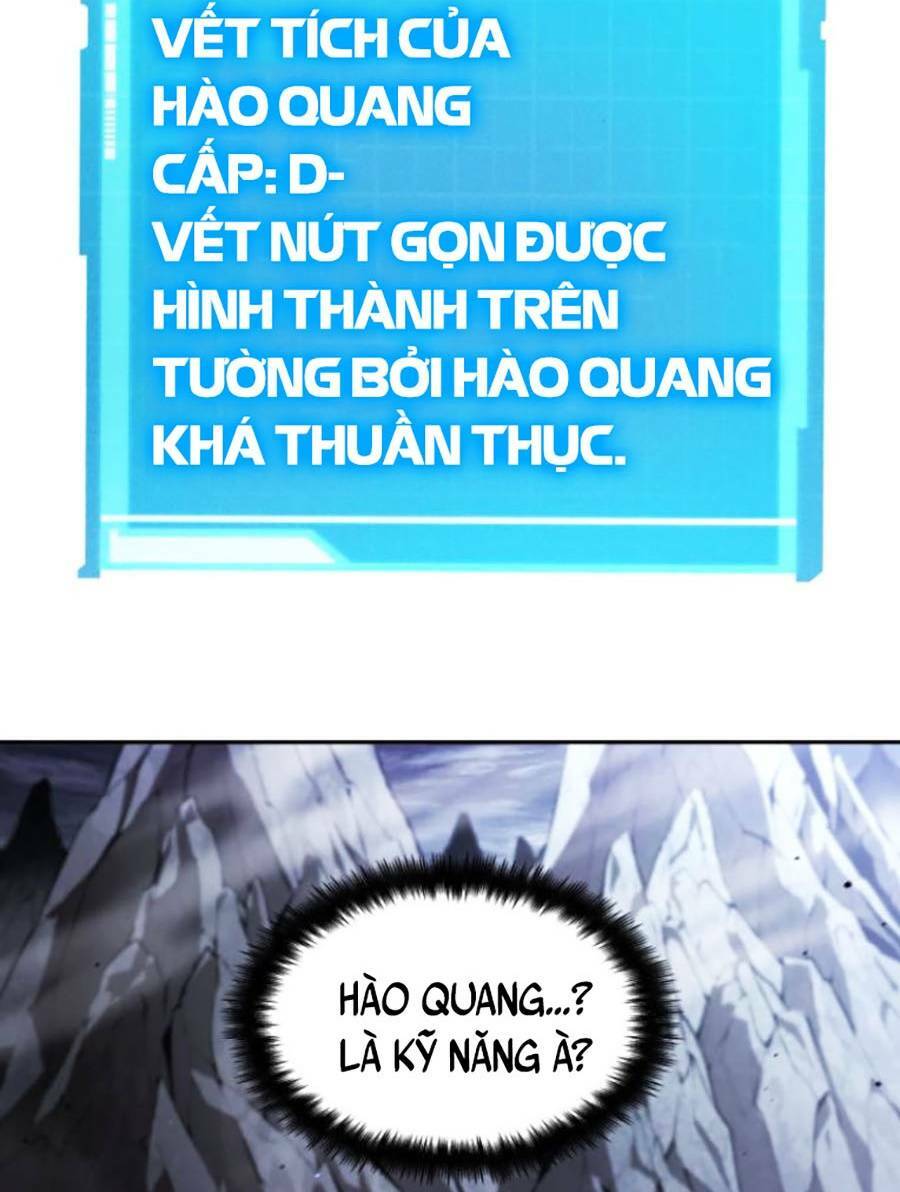 VẾT TÍCH CỦA
HÀO QUANG
CẤP: D-
VẾT NỨT GỌN ĐƯỢC
HÌNH THÀNH TRÊN
TƯỜNG BỞI HÀO QUANG
KHÁ THUẦN THỤC.
HÀO QUANG...?
LÀ KỸ NĂNG À?